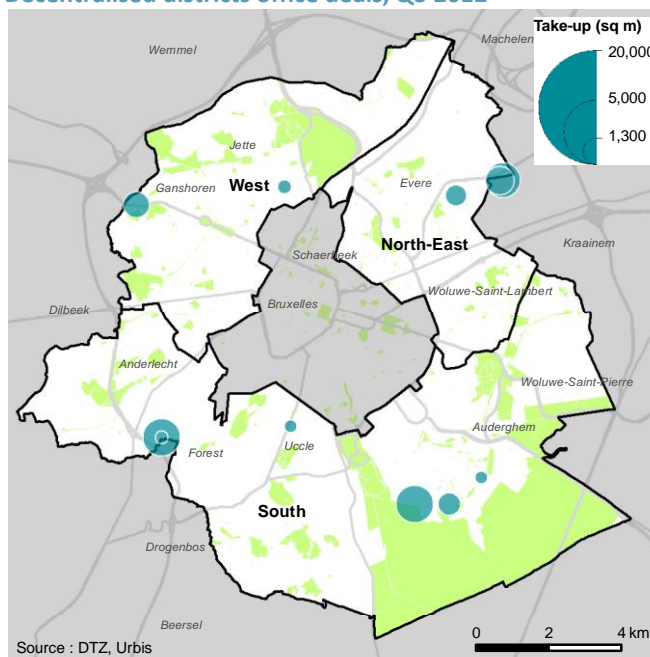 Decentralised districts office deals, Q3 2012
Take-up (sq m)
20,000
5,000
1,300
Wemmel
Machelen
Jette
Ganshoren
West
Evere
North-East
Kraainem
Schaerbeek
Woluwe-Saint-Lambert
Bruxelles
Dilbeek
Anderlecht
Woluwe-Saint-Pierre
Auderghem
Forest
Uccle
South
Drogenbos
Beersel
Source : DTZ, Urbis
0 2 4 km